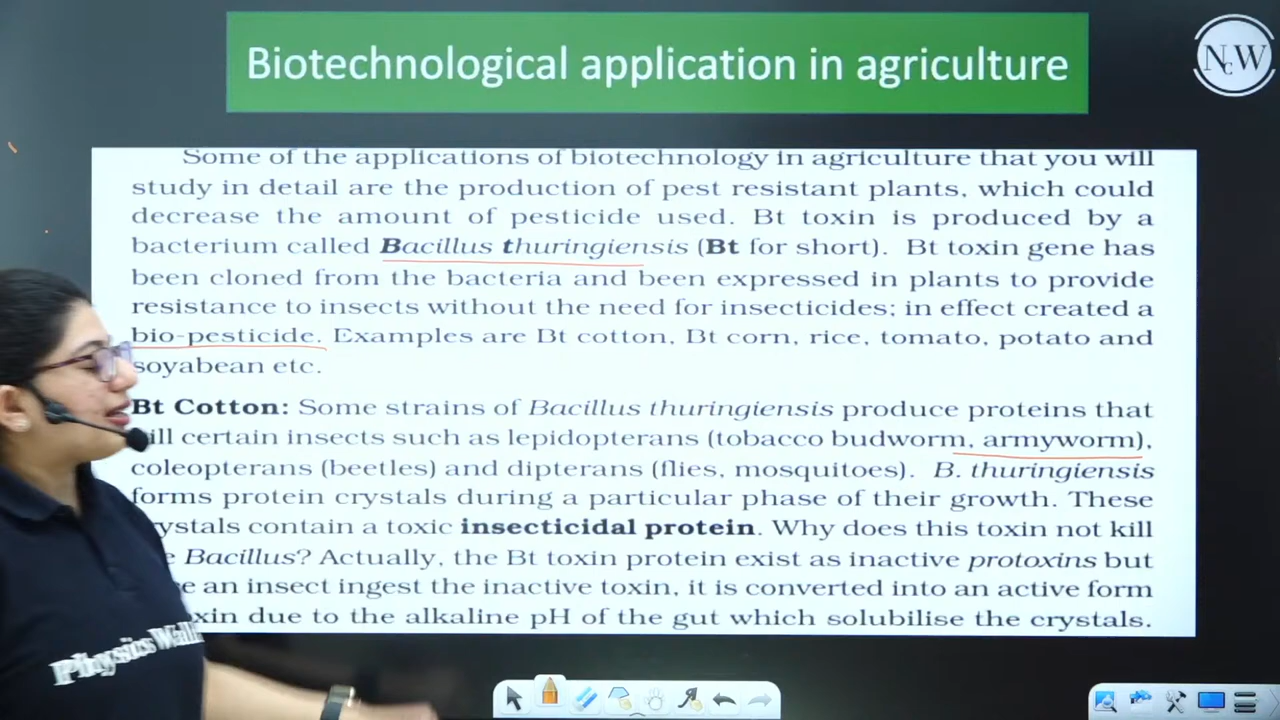 Biotechnological application in agriculture
NCW
Some of the applications of biotechnology in agriculture that you will
study in detail are the production of pest resistant plants, which could
decrease the amount of pesticide used. Bt toxin is produced by a
bacterium called Bacillus thuringiensis (Bt for short). Bt toxin gene has
been cloned from the bacteria and been expressed in plants to provide
resistance to insects without the need for insecticides; in effect created a
bio-pesticide. Examples are Bt cotton, Bt corn, rice, tomato, potato and
soyabean etc.
Bt Cotton: Some strains of Bacillus thuringiensis produce proteins that
ill certain insects such as lepidopterans (tobacco budworm, armyworm),
coleopterans (beetles) and dipterans (flies, mosquitoes). B. thuringiensis
forms protein crystals during a particular phase of their growth. These
rystals contain a toxic insecticidal protein. Why does this toxin not kill
e Bacillus? Actually, the Bt toxin protein exist as inactive protoxins but
e an insect ingest the inactive toxin, it is converted into an active form
xin due to the alkaline pH of the gut which solubilise the crystals.
Physics Walla